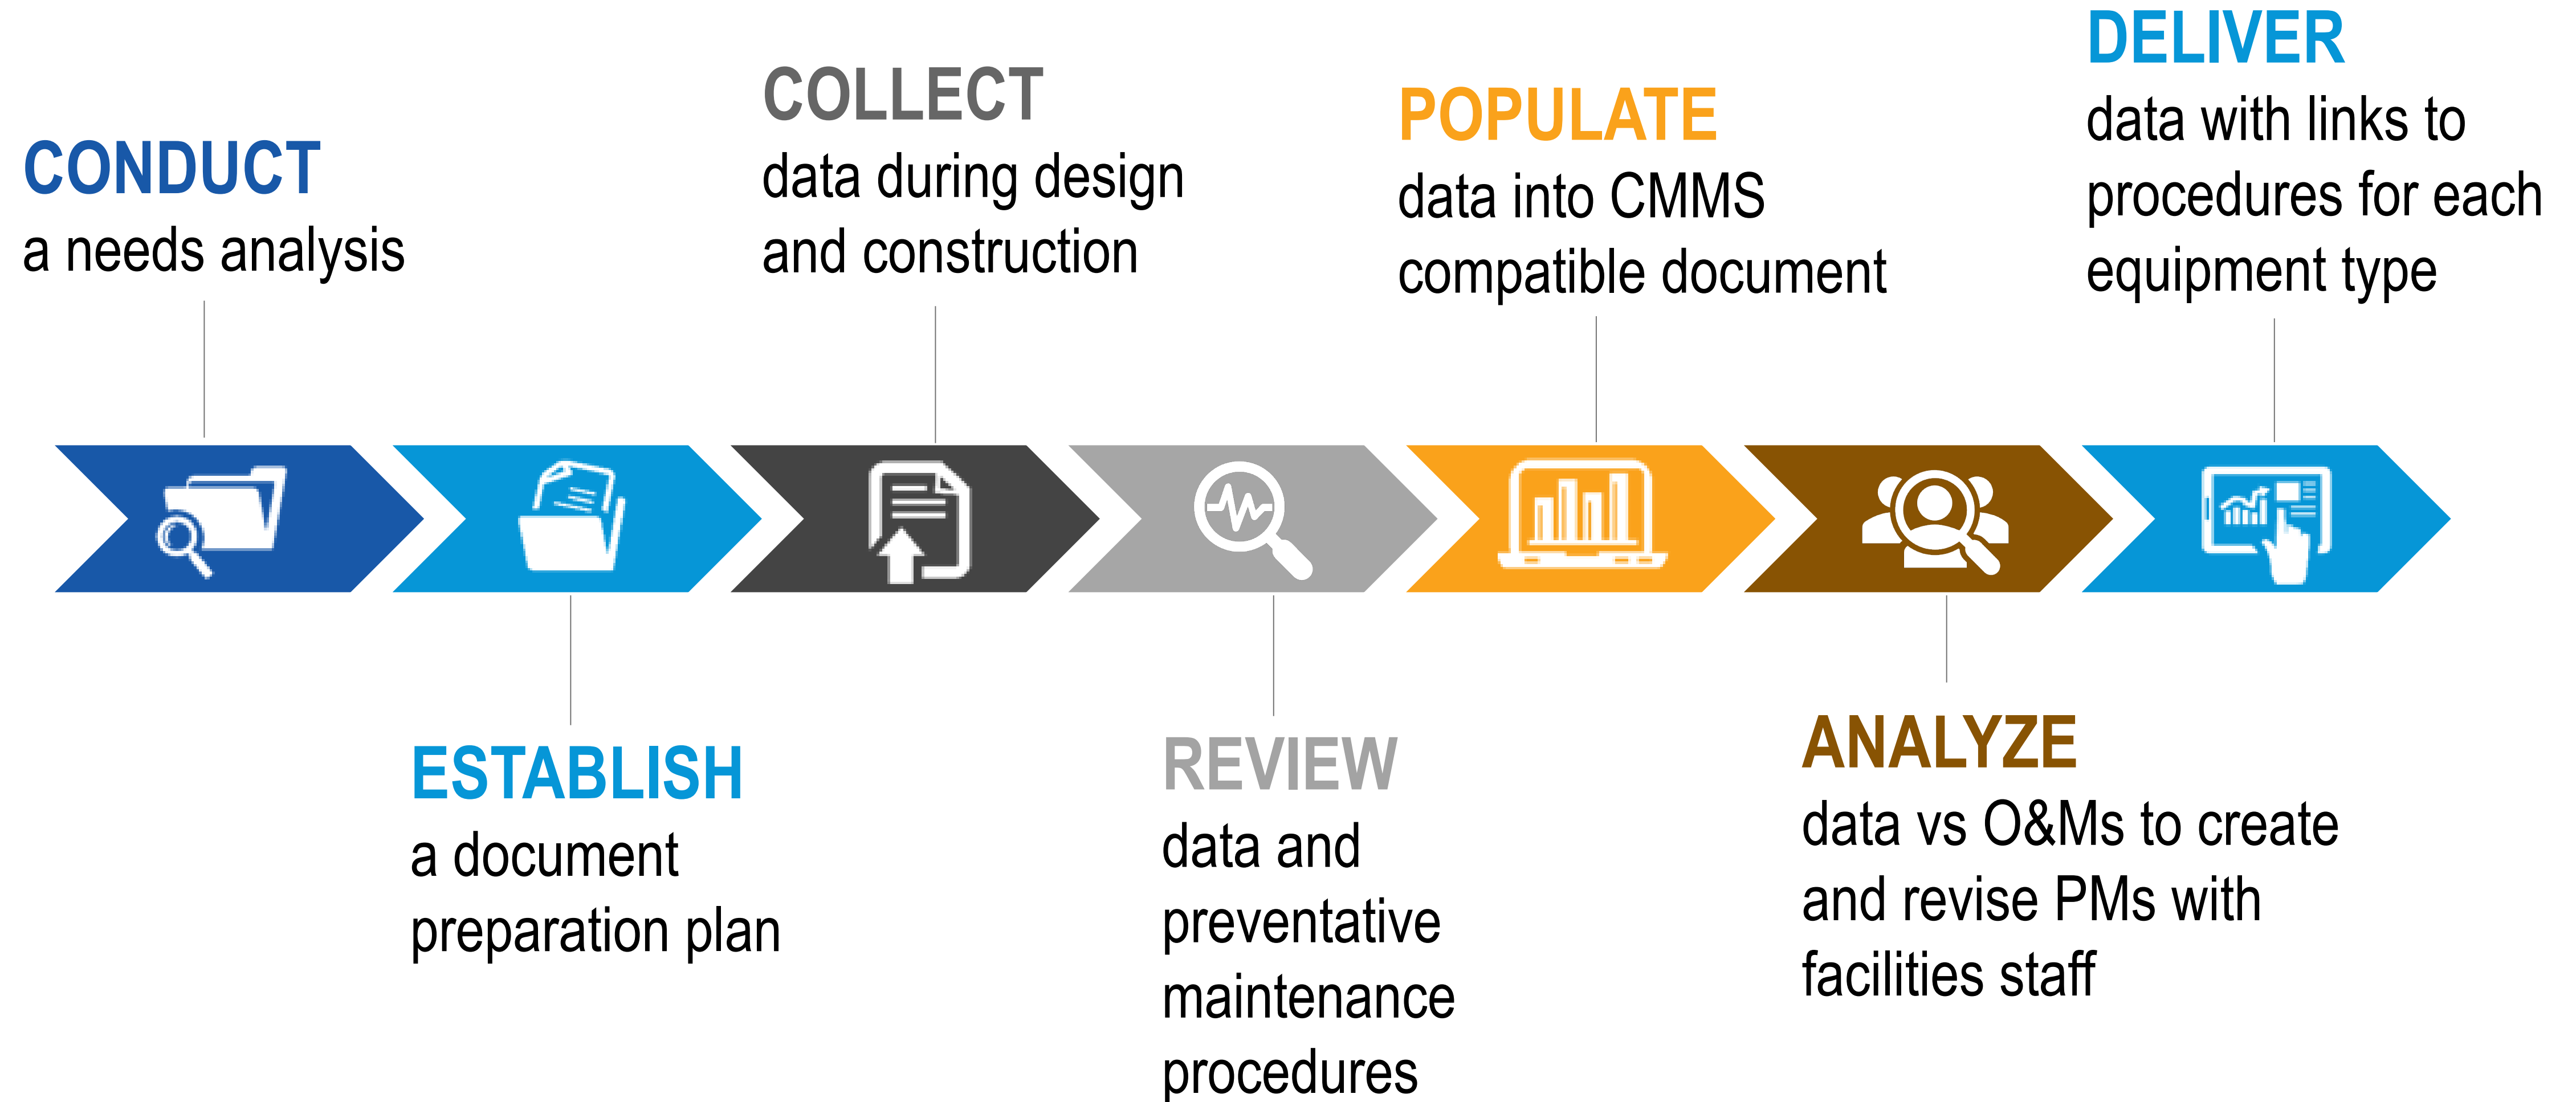 CONDUCT
a needs analysis
ESTABLISH
a document
preparation plan
COLLECT
data during design
and construction
REVIEW
data and
preventative
maintenance
procedures
POPULATE
data into CMMS
compatible document
ANALYZE
data vs O&Ms to create
and revise PMs with
facilities staff
DELIVER
data with links to
procedures for each
equipment type